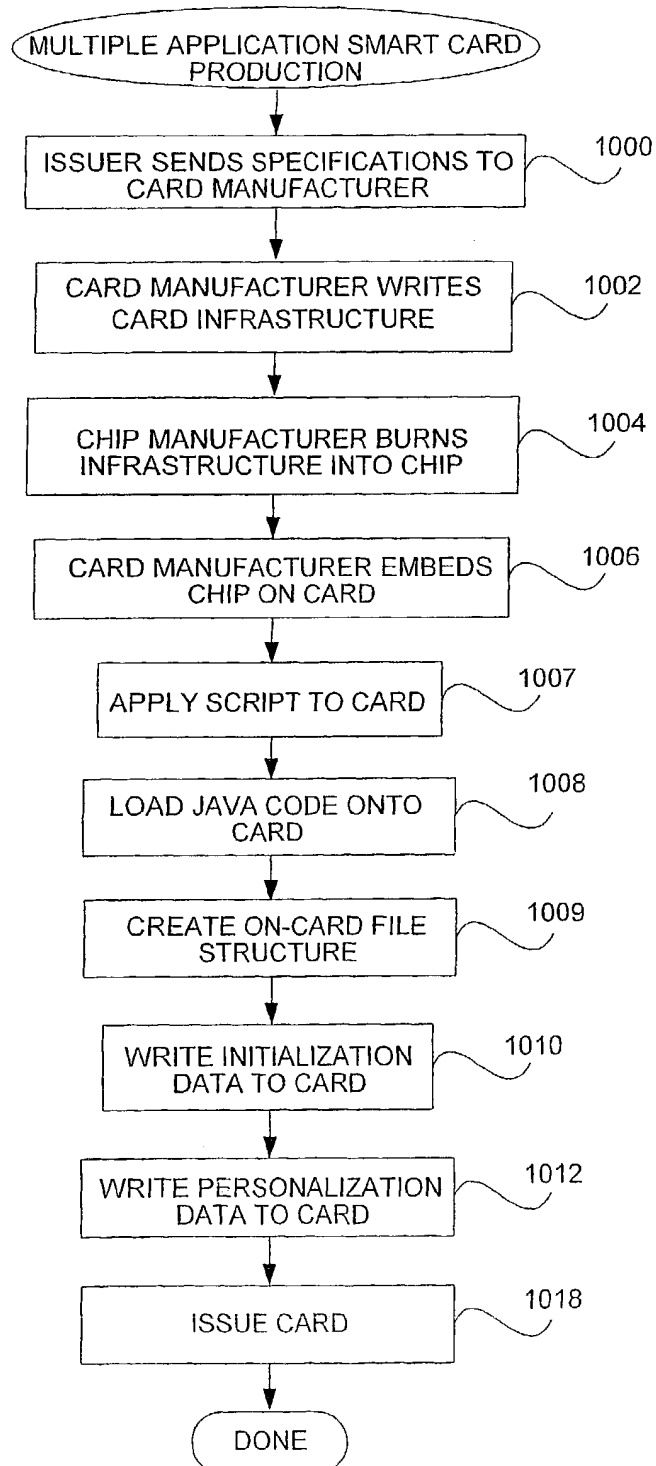 MULTIPLE APPLICATION SMART CARD
PRODUCTION
ISSUER SENDS SPECIFICATIONS TO
CARD MANUFACTURER
1000
CARD MANUFACTURER WRITES
CARD INFRASTRUCTURE
1002
CHIP MANUFACTURER BURNS
INFRASTRUCTURE INTO CHIP
1004
CARD MANUFACTURER EMBEDS
CHIP ON CARD
1006
APPLY SCRIPT TO CARD
1007
LOAD JAVA CODE ONTO
CARD
1008
CREATE ON-CARD FILE
STRUCTURE
1009
WRITE INITIALIZATION
DATA TO CARD
1010
WRITE PERSONALIZATION
DATA TO CARD
1012
ISSUE CARD
1018
DONE